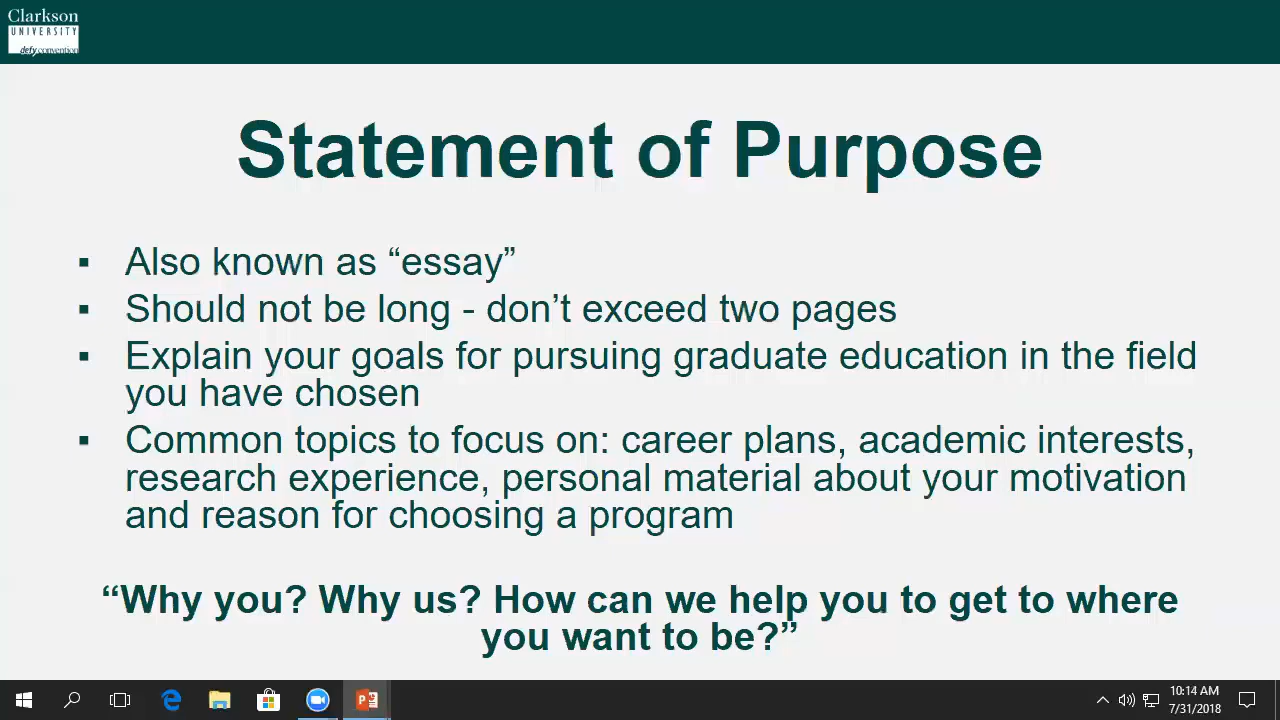 Clarkson
UNIVERSITY
defy convention
Statement of Purpose
▪ Also known as “essay”
▪ Should not be long - don’t exceed two pages
▪ Explain your goals for pursuing graduate education in the field
you have chosen
▪ Common topics to focus on: career plans, academic interests,
research experience, personal material about your motivation
and reason for choosing a program
“Why you? Why us? How can we help you to get to where
you want to be?”
10:14 AM
7/31/2018